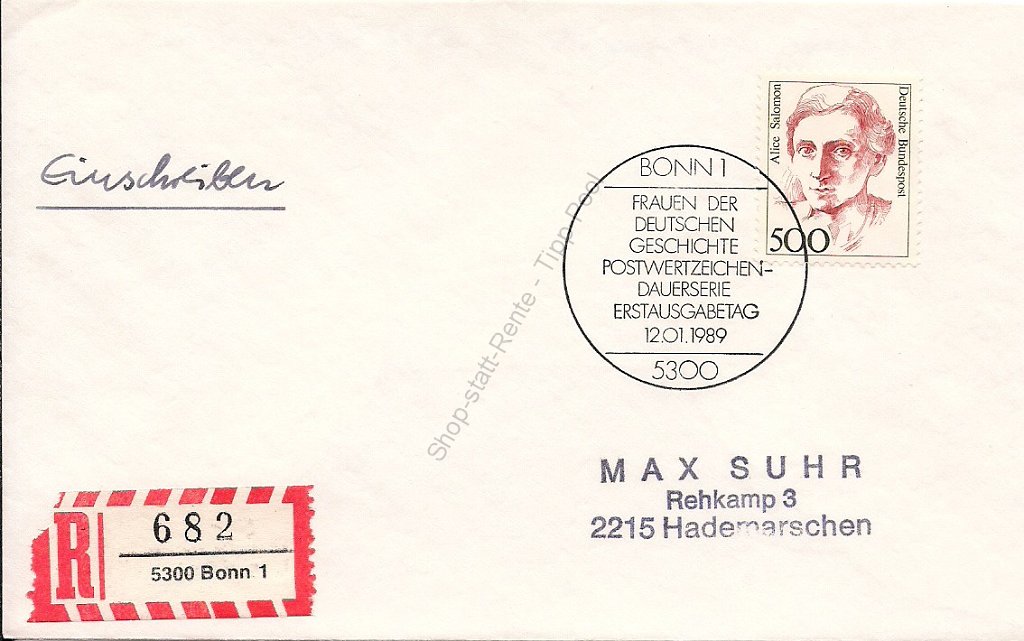 Einschreiben
Alice Salomon
Deutsche Bundespost
500
BONN 1
FRAUEN DER
DEUTSCHEN
GESCHICHTE
POSTWERTZEICHEN-
DAUERSERIE
ERSTAUSGABETAG
12.01.1989
5300
Shop-statt-Rente - Tipp Pool
MAX SUHR
Rehkamp 3
2215 Hademarschen
R
682
5300 Bonn 1